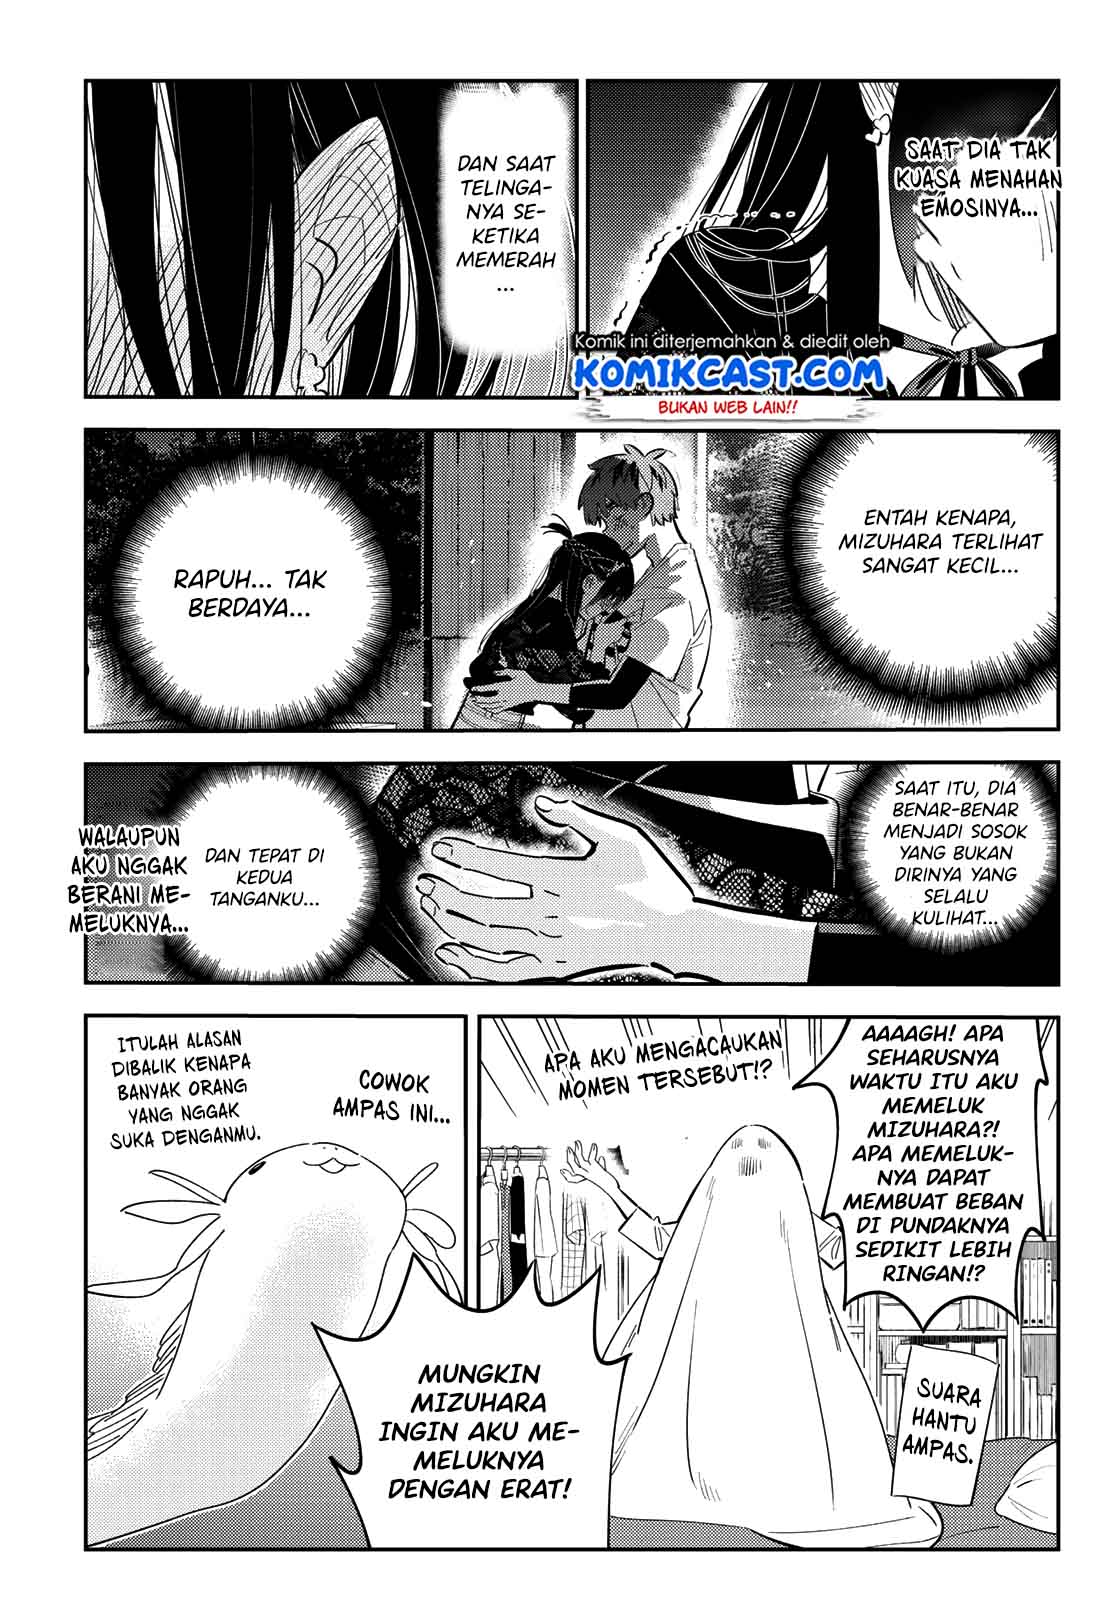 SAAT DIA TAK
KUASA MENAHAN
EMOSINYA...
DAN SAAT
TELINGA-
NYA SE-
KETIKA
MEMERAH
...
Komik ini diterjemahkan & diedit oleh
KOMIKCAST.COM
BUKAN WEB LAIN!!
ENTAH KENAPA,
MIZUHARA TERLIHAT
SANGAT KECIL...
RAPUH... TAK
BERDAYA...
SAAT ITU, DIA
BENAR-BENAR
MENJADI SOSOK
YANG BUKAN
DIRINYA YANG
SELALU
KULIHAT...
DAN TEPAT DI
KEDUA
TANGANKU...
WALAUPUN
AKU NGGAK
BERANI ME-
MELUKNYA...
AAAAGH! APA
SEHARUSNYA
WAKTU ITU AKU
MEMELUK
MIZUHARA?!
APA MEMELUK-
NYA DAPAT
MEMBUAT BEBAN
DI PUNDAKNYA
SEDIKIT LEBIH
RINGAN!?
APA AKU MENGACAUKAN
MOMEN TERSEBUT!?
SUARA
HANTU
AMPAS.
MUNGKIN
MIZUHARA
INGIN AKU ME-
MELUKNYA
DENGAN ERAT!
COWOK
AMPAS INI...
ITULAH ALASAN
DIBALIK KENAPA
BANYAK ORANG
YANG NGGAK
SUKA DENGANMU.